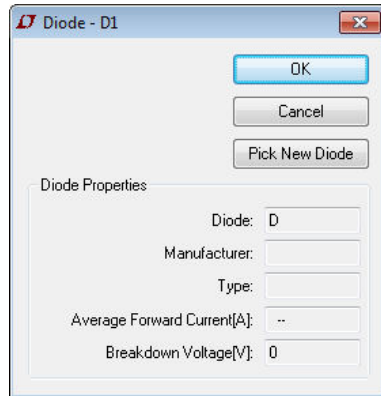 Diode - D1
OK
Cancel
Pick New Diode
Diode Properties
Diode: D
Manufacturer:
Type:
Average Forward Current[A]: --
Breakdown Voltage[V]: 0